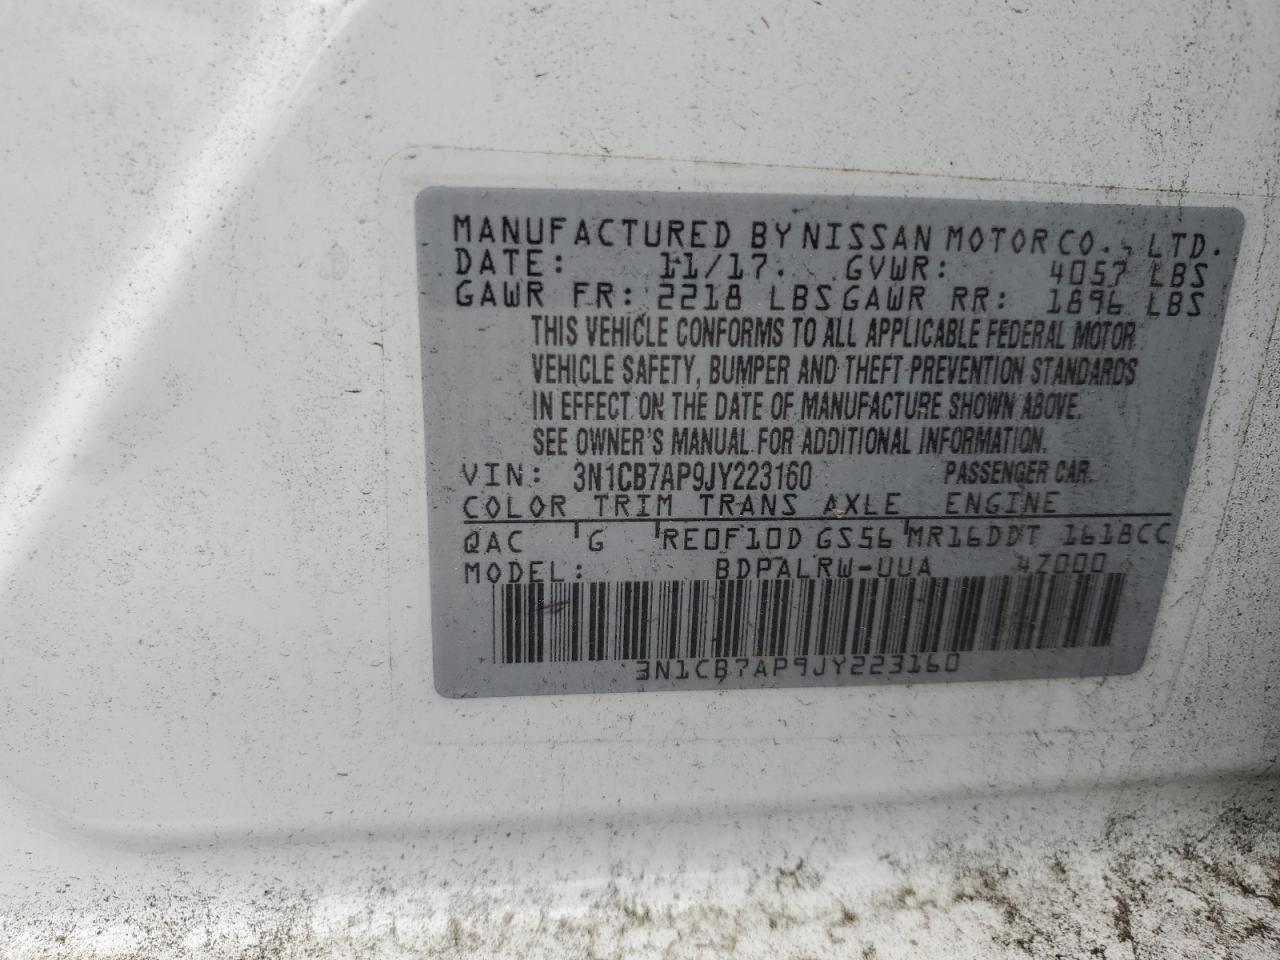 MANUFACTURED BY NISSAN MOTOR CO., LTD.
DATE: 11/17. GVWR: 4057 LBS
GAWR FR: 2218 LBS GAWR RR: 1896 LBS
THIS VEHICLE CONFORMS TO ALL APPLICABLE FEDERAL MOTOR
VEHICLE SAFETY, BUMPER AND THEFT PREVENTION STANDARDS
IN EFFECT ON THE DATE OF MANUFACTURE SHOWN ABOVE.
SEE OWNER'S MANUAL FOR ADDITIONAL INFORMATION.
VIN: 3N1CB7AP9JY223160 PASSENGER CAR.
COLOR TRIM TRANS AXLE ENGINE
QAC G RE0F10D GS56 MR16DDT 1618CC
MODEL: BDPALRW-UUA 4Z000
3N1CB7AP9JY223160